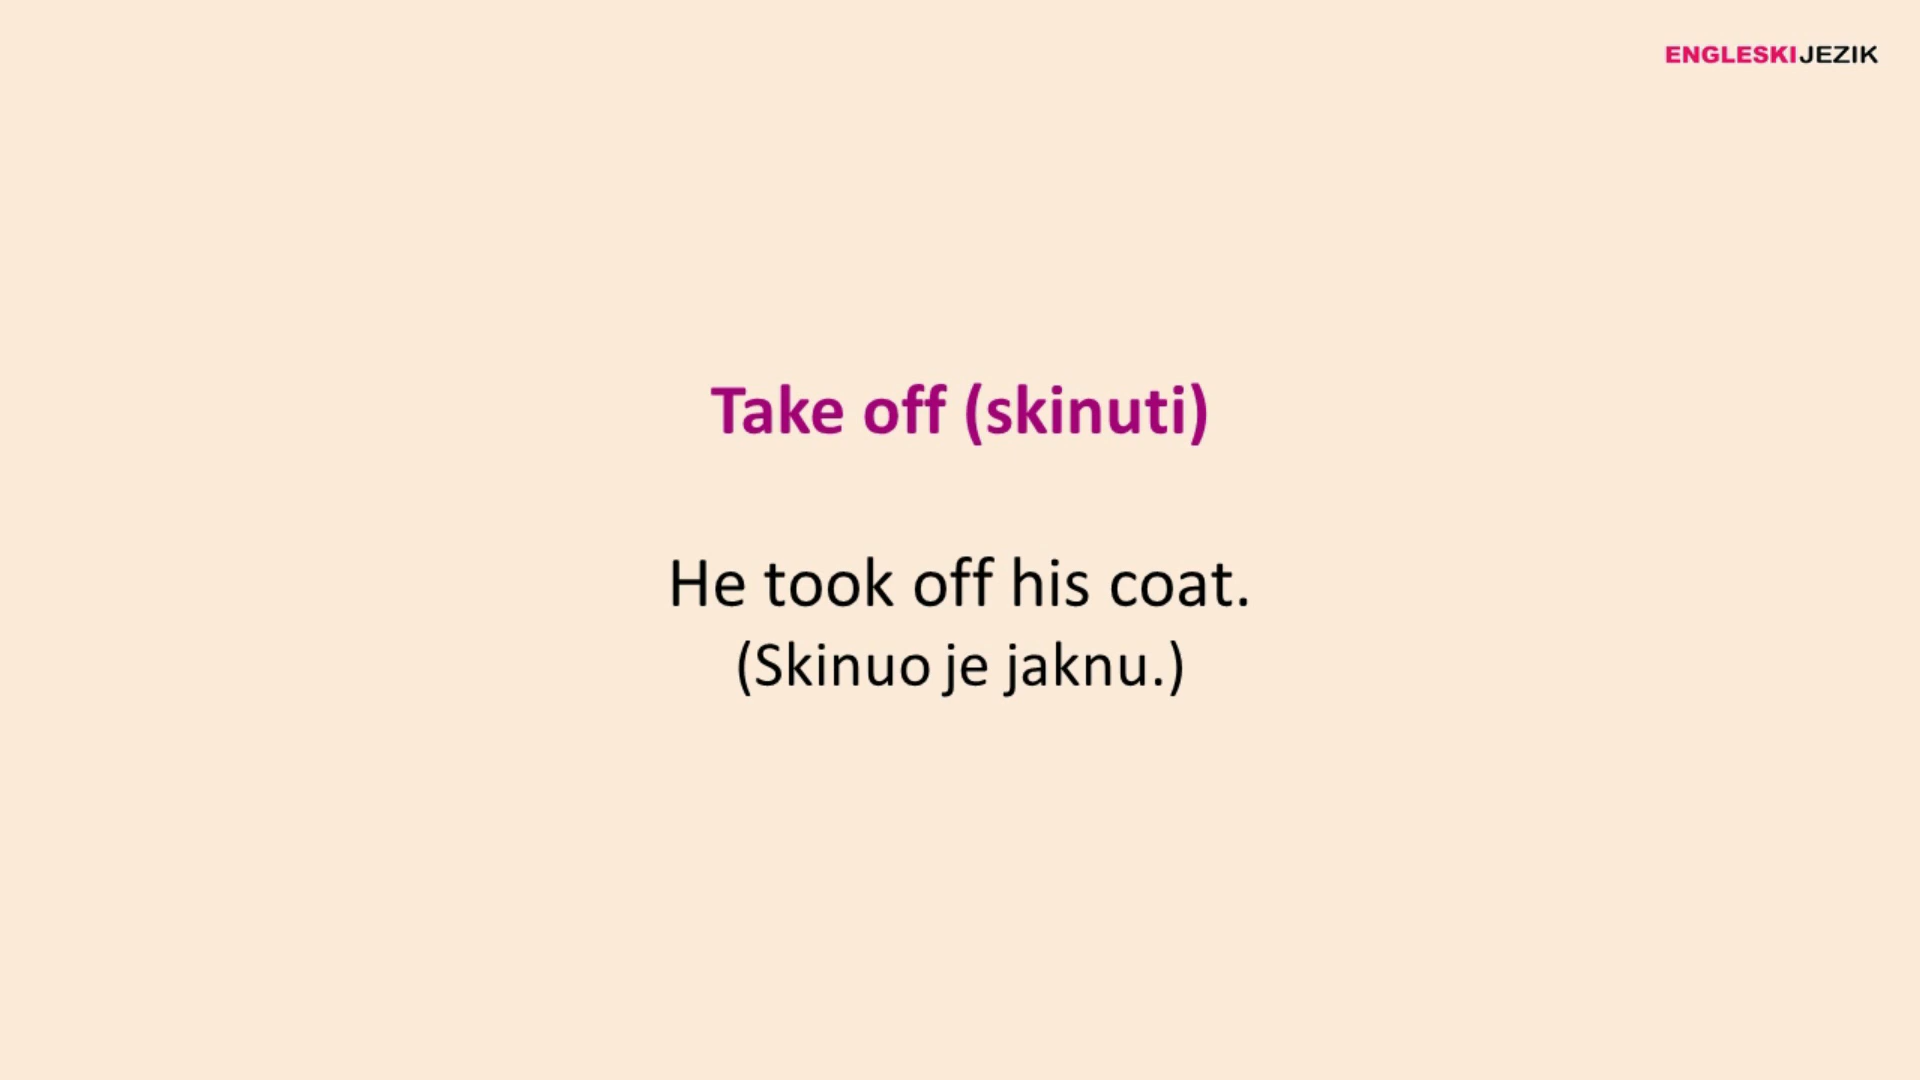 ENGLESKIJEZIK
Take off (skinuti)
He took off his coat.
(Skinuo je jaknu.)